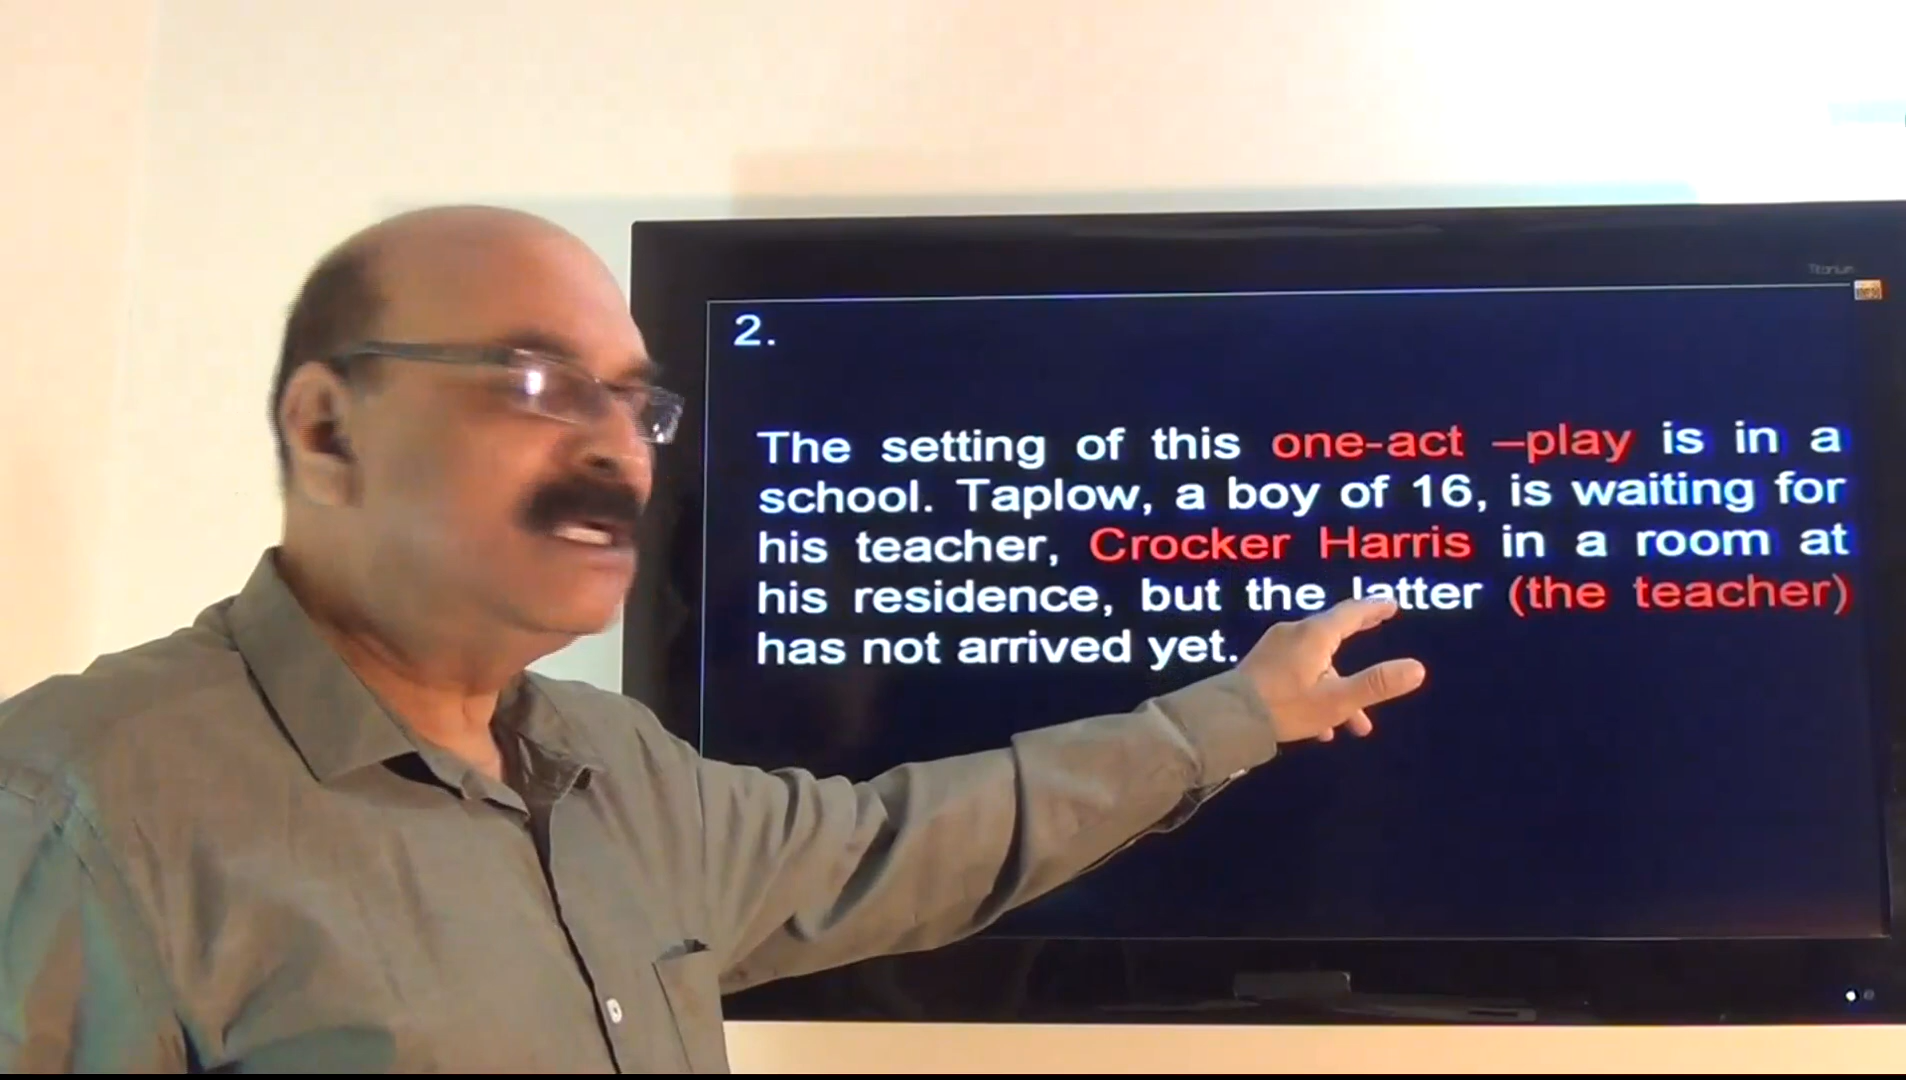 Titanium
2.
The setting of this one-act –play is in a
school. Taplow, a boy of 16, is waiting for
his teacher, Crocker Harris in a room at
his residence, but the latter (the teacher)
has not arrived yet.